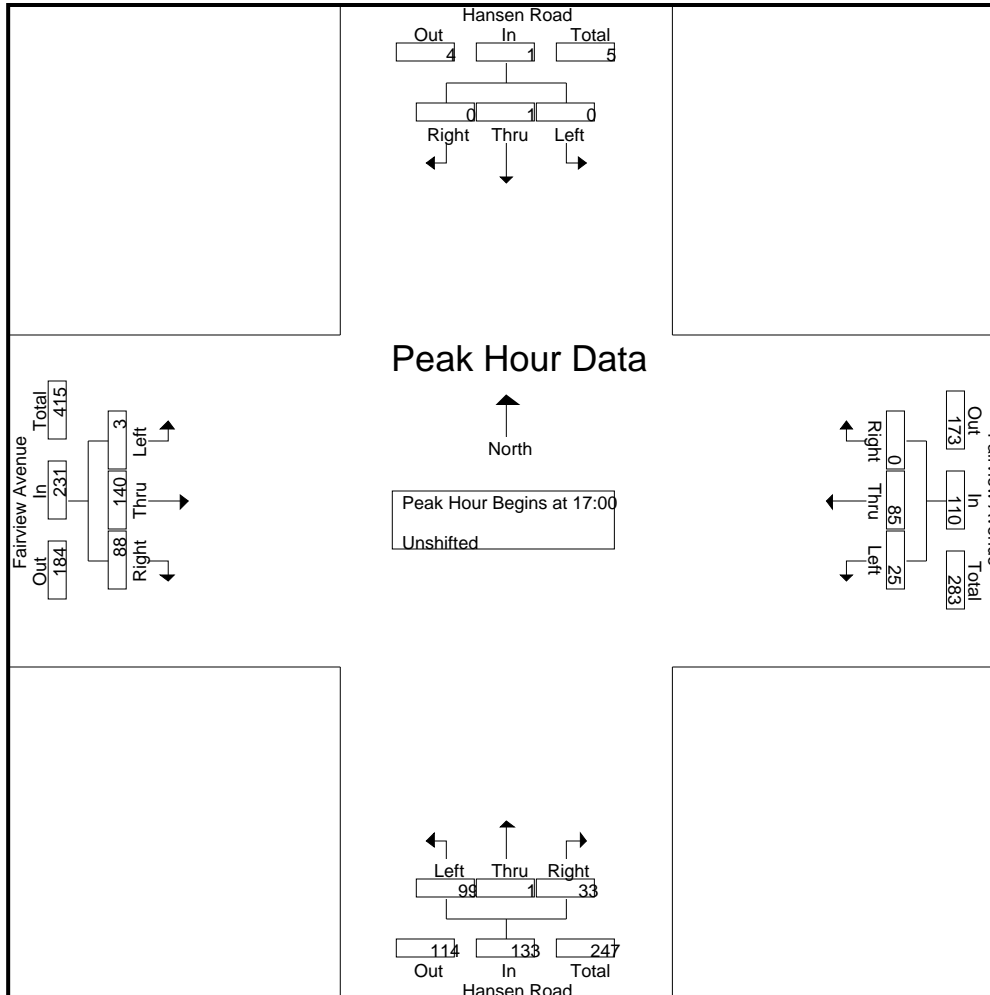 Hansen Road
Out In Total
4 1 5
0 1 0
Right Thru Left
Peak Hour Data
North
Peak Hour Begins at 17:00
Unshifted
Fairview Avenue
Out In Total
184 231 415
88 140 3
Right Thru Left
Out In Total
173 110 283
0 85 25
Right Thru Left
Left Thru Right
99 1 33
114 133 247
Out In Total
Hansen Road